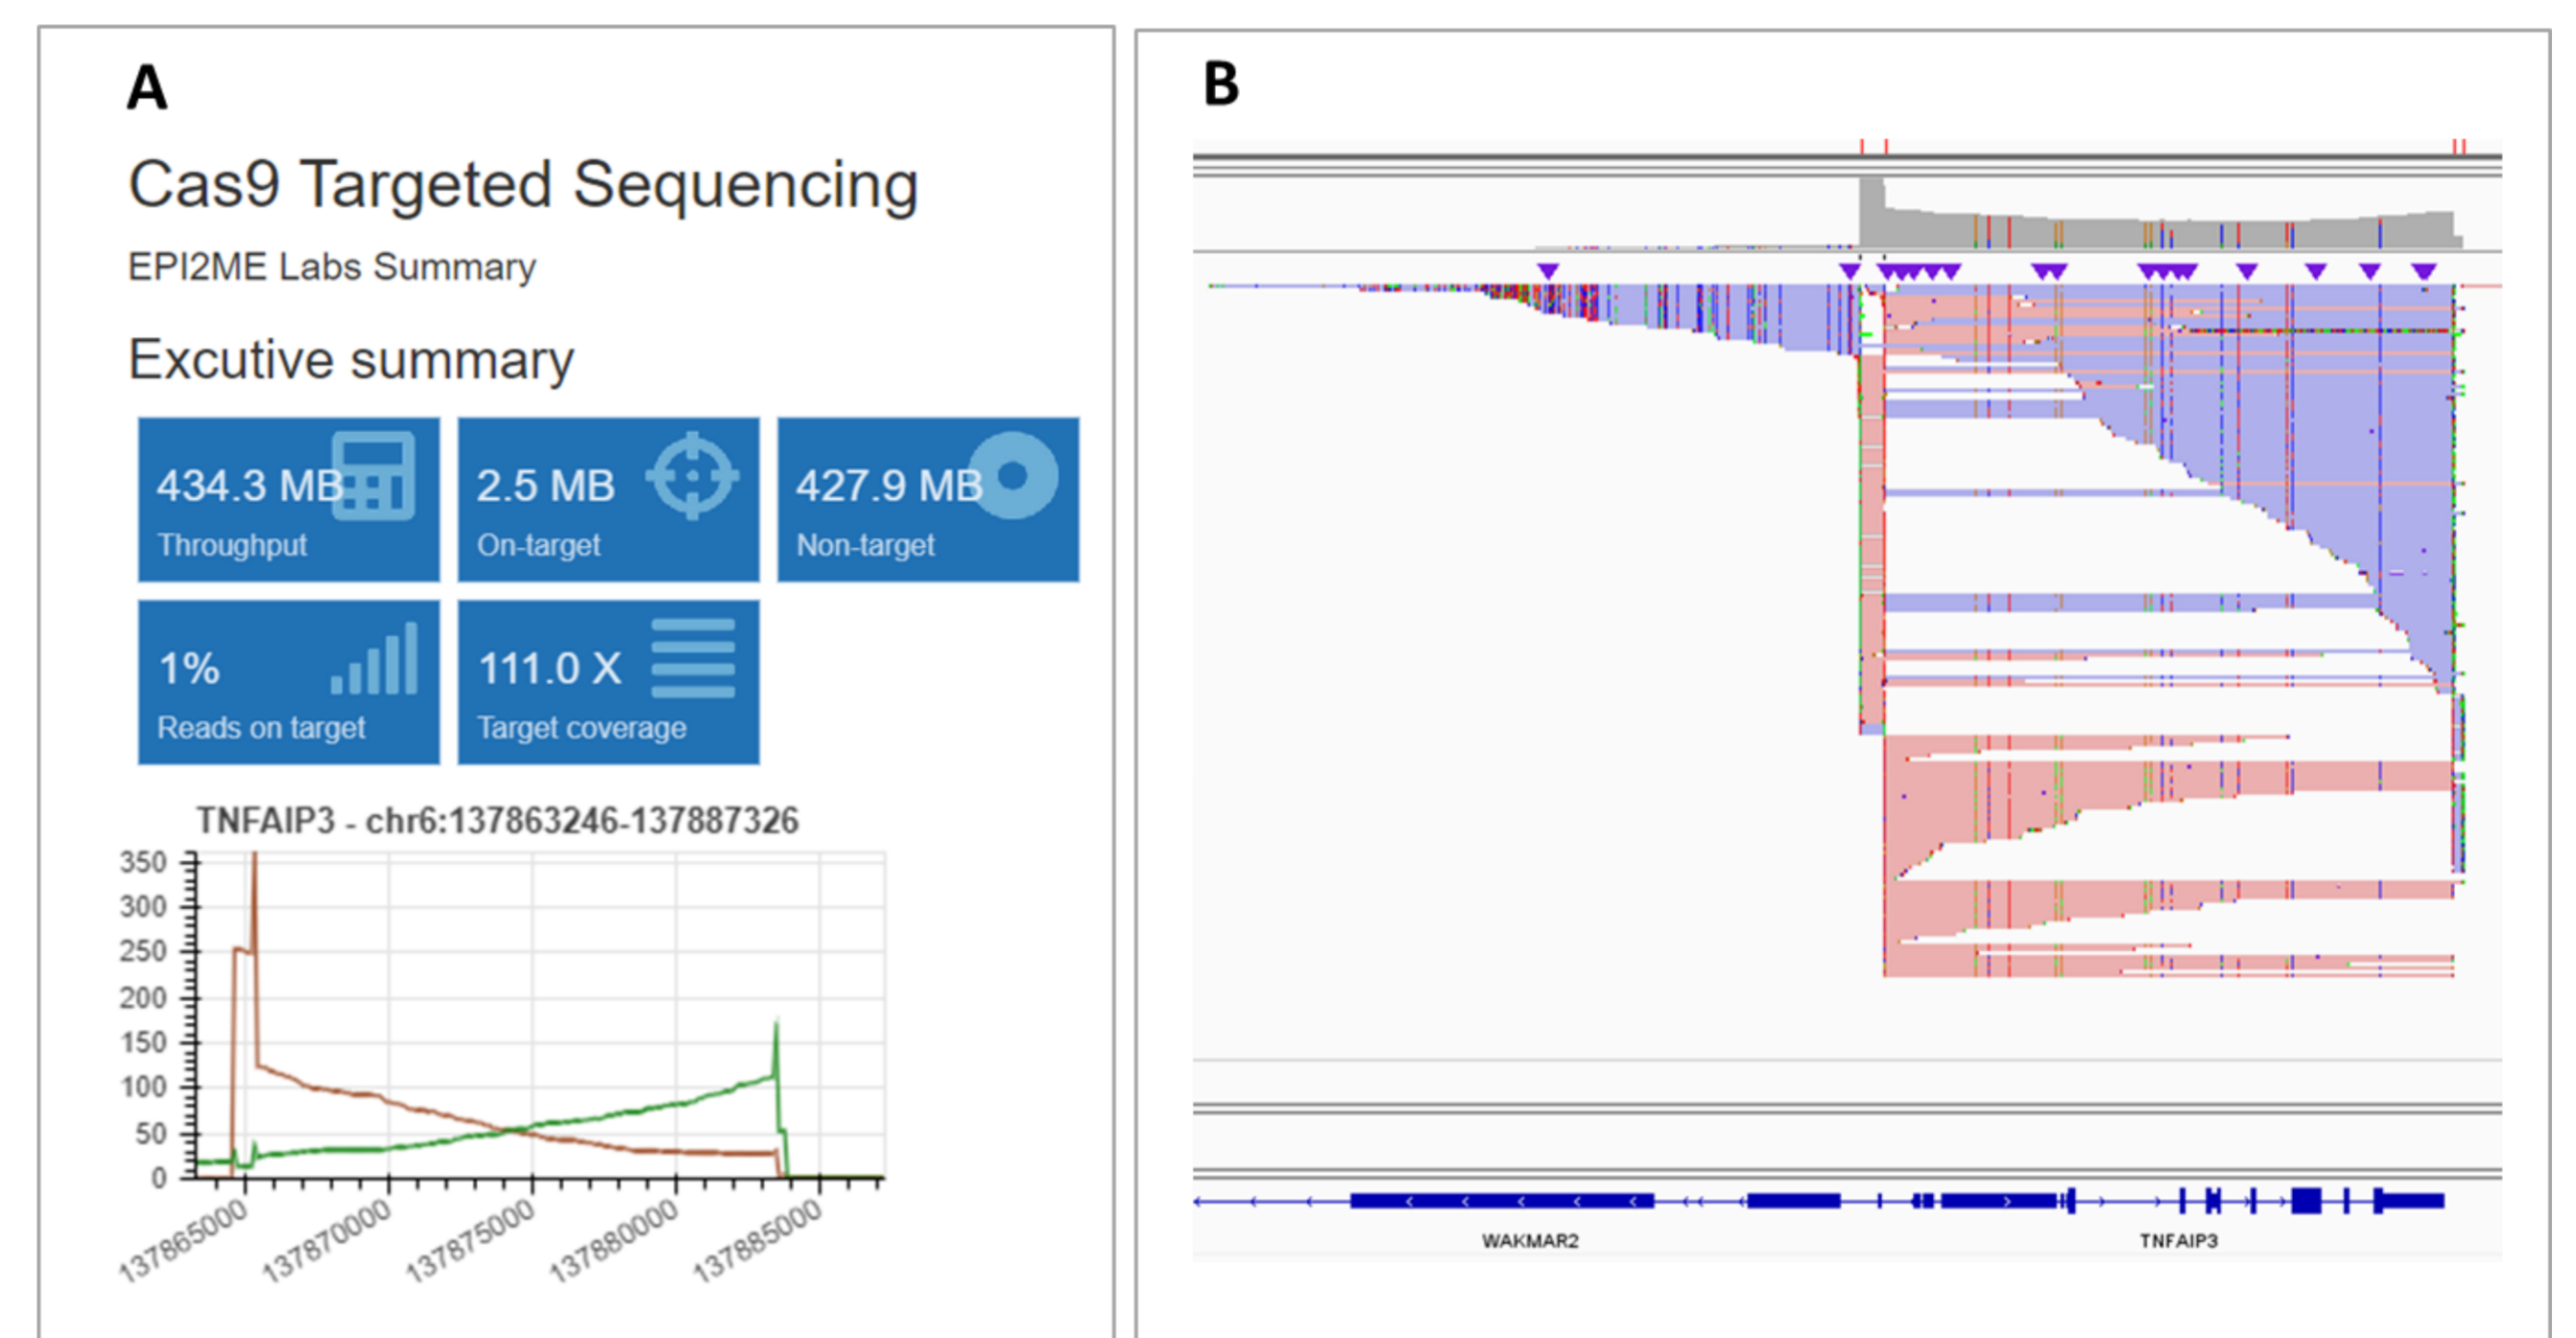 A
Cas9 Targeted Sequencing
EPI2ME Labs Summary
Excutive summary
434.3 MB
Throughput
2.5 MB
On-target
427.9 MB
Non-target
1%
Reads on target
111.0 X
Target coverage
TNFAIP3 - chr6:137863246-137887326
350
300
250
200
150
100
50
0
137865000
137870000
137875000
137880000
137885000
B
WAKMAR2
TNFAIP3